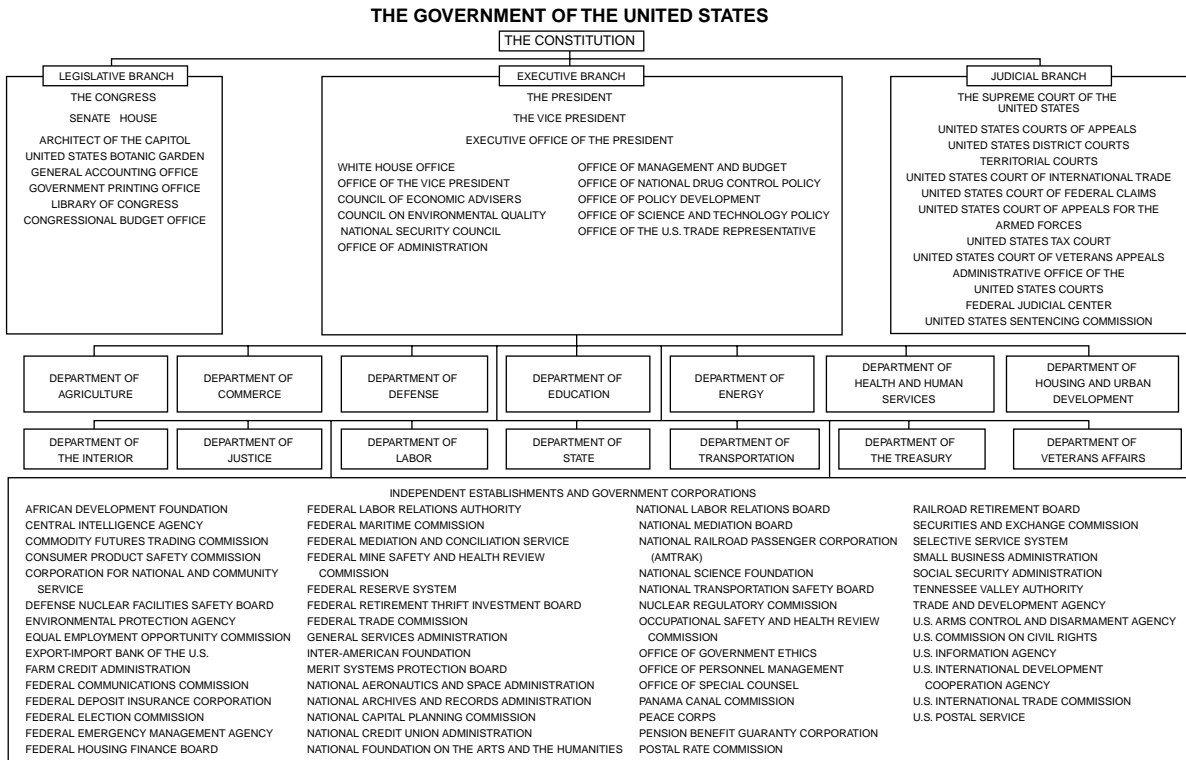 THE GOVERNMENT OF THE UNITED STATES
THE CONSTITUTION
LEGISLATIVE BRANCH
THE CONGRESS
SENATE HOUSE
ARCHITECT OF THE CAPITOL
UNITED STATES BOTANIC GARDEN
GENERAL ACCOUNTING OFFICE
GOVERNMENT PRINTING OFFICE
LIBRARY OF CONGRESS
CONGRESSIONAL BUDGET OFFICE
EXECUTIVE BRANCH
THE PRESIDENT
THE VICE PRESIDENT
EXECUTIVE OFFICE OF THE PRESIDENT
WHITE HOUSE OFFICE
OFFICE OF THE VICE PRESIDENT
COUNCIL OF ECONOMIC ADVISERS
COUNCIL ON ENVIRONMENTAL QUALITY
NATIONAL SECURITY COUNCIL
OFFICE OF ADMINISTRATION
OFFICE OF MANAGEMENT AND BUDGET
OFFICE OF NATIONAL DRUG CONTROL POLICY
OFFICE OF POLICY DEVELOPMENT
OFFICE OF SCIENCE AND TECHNOLOGY POLICY
OFFICE OF THE U.S. TRADE REPRESENTATIVE
JUDICIAL BRANCH
THE SUPREME COURT OF THE
UNITED STATES
UNITED STATES COURTS OF APPEALS
UNITED STATES DISTRICT COURTS
TERRITORIAL COURTS
UNITED STATES COURT OF INTERNATIONAL TRADE
UNITED STATES COURT OF FEDERAL CLAIMS
UNITED STATES COURT OF APPEALS FOR THE
ARMED FORCES
UNITED STATES TAX COURT
UNITED STATES COURT OF VETERANS APPEALS
ADMINISTRATIVE OFFICE OF THE
UNITED STATES COURTS
FEDERAL JUDICIAL CENTER
UNITED STATES SENTENCING COMMISSION
DEPARTMENT OF
AGRICULTURE
DEPARTMENT OF
COMMERCE
DEPARTMENT OF
DEFENSE
DEPARTMENT OF
EDUCATION
DEPARTMENT OF
ENERGY
DEPARTMENT OF
HEALTH AND HUMAN
SERVICES
DEPARTMENT OF
HOUSING AND URBAN
DEVELOPMENT
DEPARTMENT OF
THE INTERIOR
DEPARTMENT OF
JUSTICE
DEPARTMENT OF
LABOR
DEPARTMENT OF
STATE
DEPARTMENT OF
TRANSPORTATION
DEPARTMENT OF
THE TREASURY
DEPARTMENT OF
VETERANS AFFAIRS
INDEPENDENT ESTABLISHMENTS AND GOVERNMENT CORPORATIONS
AFRICAN DEVELOPMENT FOUNDATION
CENTRAL INTELLIGENCE AGENCY
COMMODITY FUTURES TRADING COMMISSION
CONSUMER PRODUCT SAFETY COMMISSION
CORPORATION FOR NATIONAL AND COMMUNITY
SERVICE
DEFENSE NUCLEAR FACILITIES SAFETY BOARD
ENVIRONMENTAL PROTECTION AGENCY
EQUAL EMPLOYMENT OPPORTUNITY COMMISSION
EXPORT-IMPORT BANK OF THE U.S.
FARM CREDIT ADMINISTRATION
FEDERAL COMMUNICATIONS COMMISSION
FEDERAL DEPOSIT INSURANCE CORPORATION
FEDERAL ELECTION COMMISSION
FEDERAL EMERGENCY MANAGEMENT AGENCY
FEDERAL HOUSING FINANCE BOARD
FEDERAL LABOR RELATIONS AUTHORITY
FEDERAL MARITIME COMMISSION
FEDERAL MEDIATION AND CONCILIATION SERVICE
FEDERAL MINE SAFETY AND HEALTH REVIEW
COMMISSION
FEDERAL RESERVE SYSTEM
FEDERAL RETIREMENT THRIFT INVESTMENT BOARD
FEDERAL TRADE COMMISSION
GENERAL SERVICES ADMINISTRATION
INTER-AMERICAN FOUNDATION
MERIT SYSTEMS PROTECTION BOARD
NATIONAL AERONAUTICS AND SPACE ADMINISTRATION
NATIONAL ARCHIVES AND RECORDS ADMINISTRATION
NATIONAL CAPITAL PLANNING COMMISSION
NATIONAL CREDIT UNION ADMINISTRATION
NATIONAL FOUNDATION ON THE ARTS AND THE HUMANITIES
NATIONAL LABOR RELATIONS BOARD
NATIONAL MEDIATION BOARD
NATIONAL RAILROAD PASSENGER CORPORATION
(AMTRAK)
NATIONAL SCIENCE FOUNDATION
NATIONAL TRANSPORTATION SAFETY BOARD
NUCLEAR REGULATORY COMMISSION
OCCUPATIONAL SAFETY AND HEALTH REVIEW
COMMISSION
OFFICE OF GOVERNMENT ETHICS
OFFICE OF PERSONNEL MANAGEMENT
OFFICE OF SPECIAL COUNSEL
PANAMA CANAL COMMISSION
PEACE CORPS
PENSION BENEFIT GUARANTY CORPORATION
POSTAL RATE COMMISSION
RAILROAD RETIREMENT BOARD
SECURITIES AND EXCHANGE COMMISSION
SELECTIVE SERVICE SYSTEM
SMALL BUSINESS ADMINISTRATION
SOCIAL SECURITY ADMINISTRATION
TENNESSEE VALLEY AUTHORITY
TRADE AND DEVELOPMENT AGENCY
U.S. ARMS CONTROL AND DISARMAMENT AGENCY
U.S. COMMISSION ON CIVIL RIGHTS
U.S. INFORMATION AGENCY
U.S. INTERNATIONAL DEVELOPMENT
COOPERATION AGENCY
U.S. INTERNATIONAL TRADE COMMISSION
U.S. POSTAL SERVICE